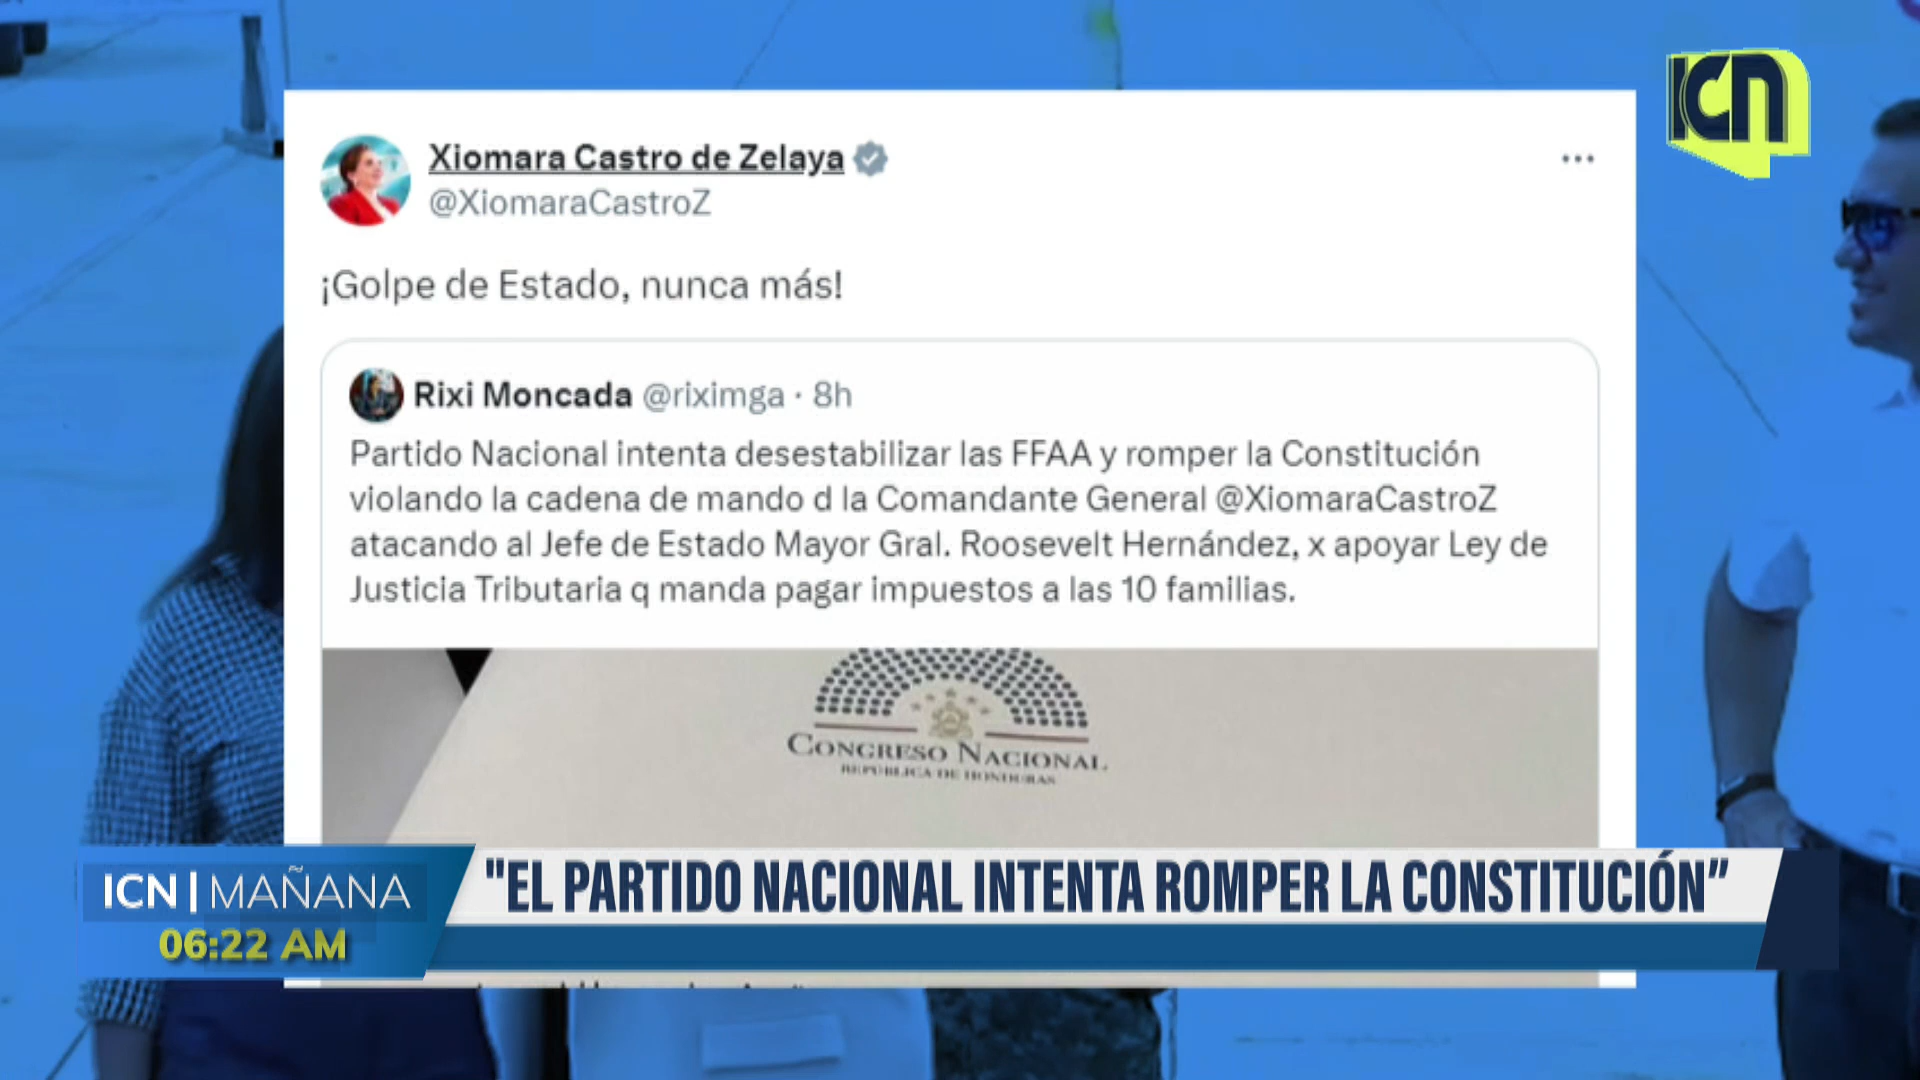 ICN
Xiomara Castro de Zelaya
@XiomaraCastroZ
¡Golpe de Estado, nunca más!
Rixi Moncada @riximga · 8h
Partido Nacional intenta desestabilizar las FFAA y romper la Constitución
violando la cadena de mando d la Comandante General @XiomaraCastroZ
atacando al Jefe de Estado Mayor Gral. Roosevelt Hernández, x apoyar Ley de
Justicia Tributaria q manda pagar impuestos a las 10 familias.
CONGRESO NACIONAL
REPÚBLICA DE HONDURAS
ICN | MAÑANA
06:22 AM
"EL PARTIDO NACIONAL INTENTA ROMPER LA CONSTITUCIÓN”